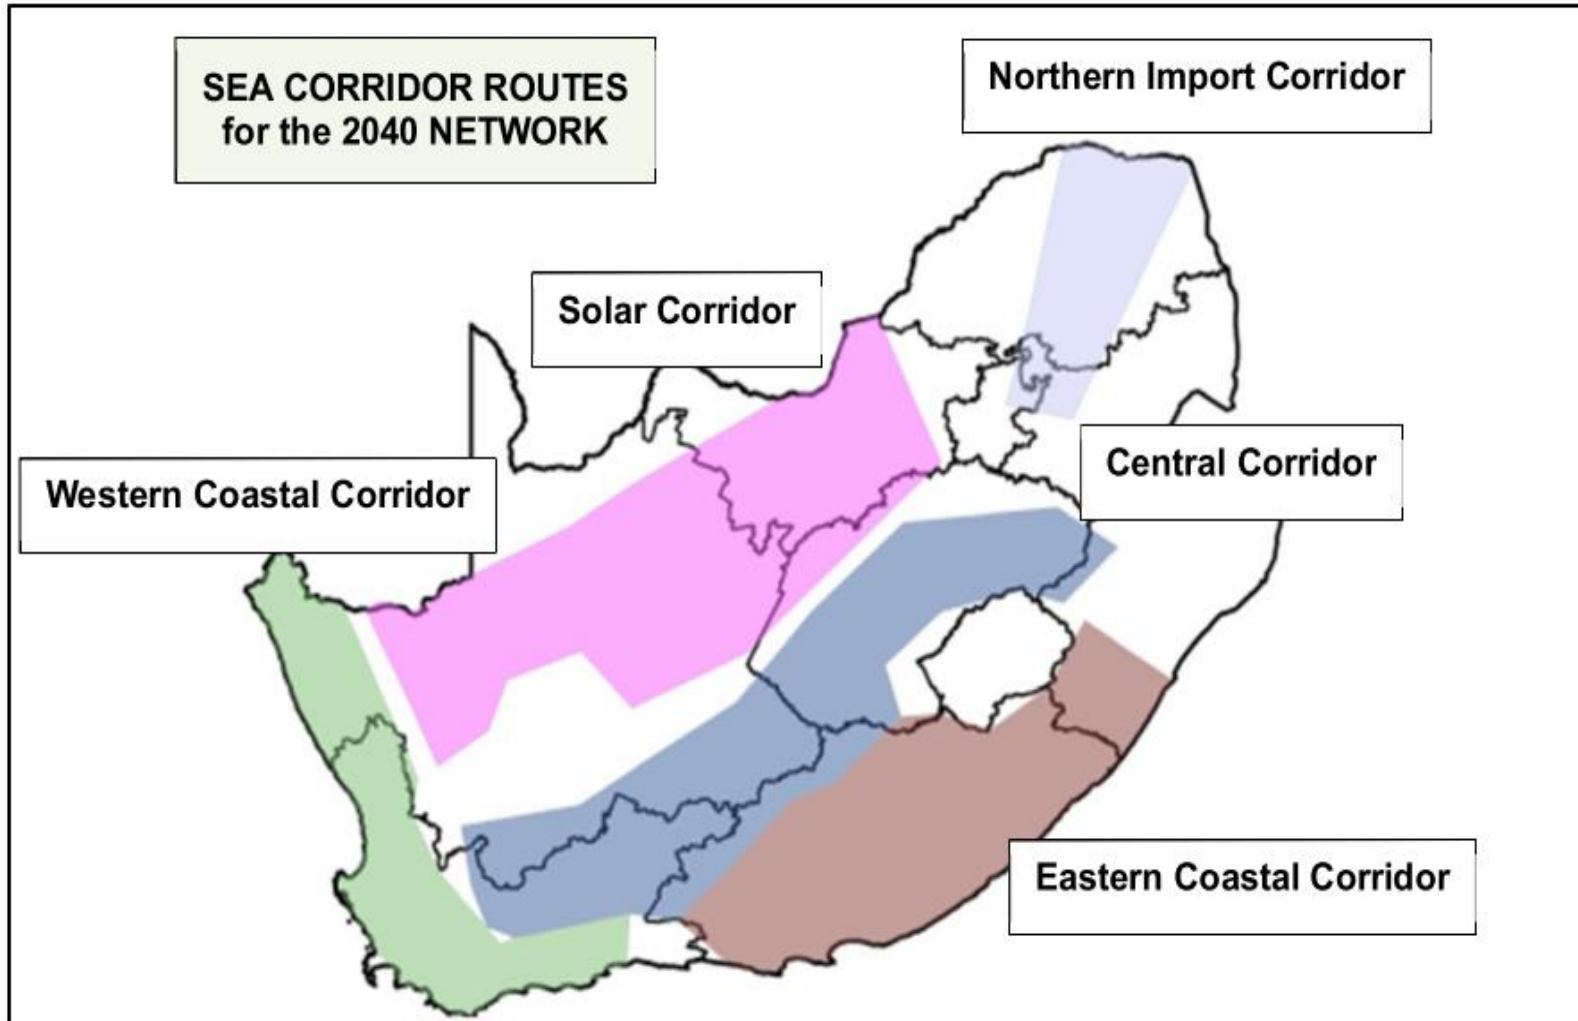 SEA CORRIDOR ROUTES
for the 2040 NETWORK
Northern Import Corridor
Solar Corridor
Central Corridor
Western Coastal Corridor
Eastern Coastal Corridor